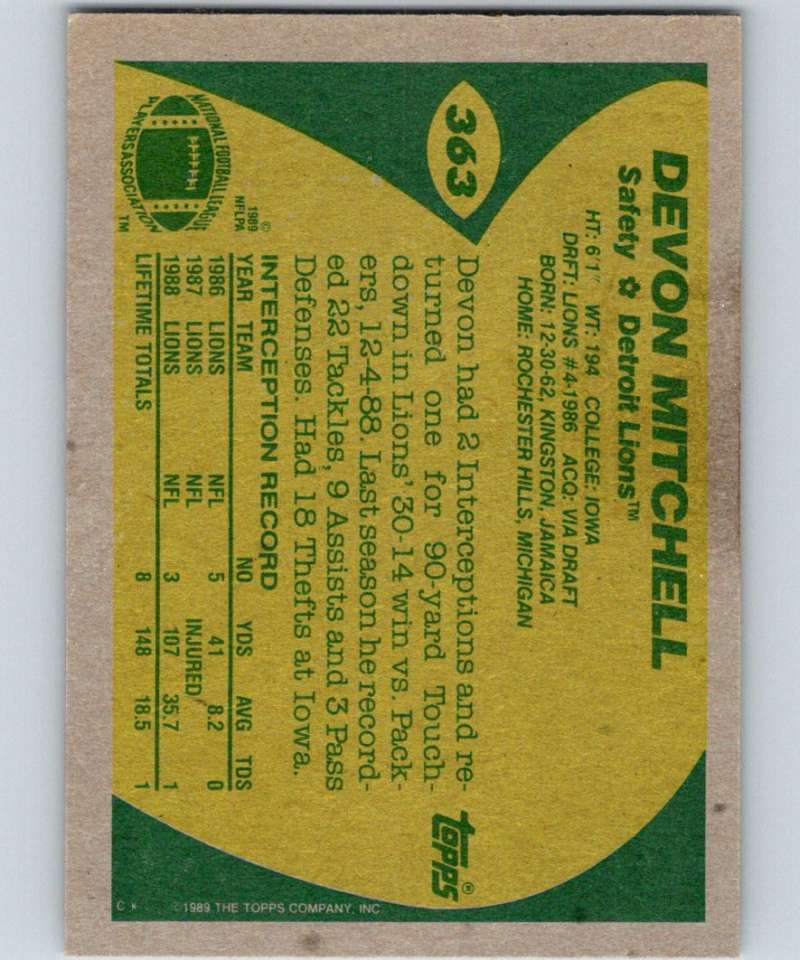 363
DEVON MITCHELL
Safety ✿ Detroit Lions™
HT: 6'1" WT: 194 COLLEGE: IOWA
DRFT: LIONS #4-1986 ACQ: VIA DRAFT
BORN: 12-30-62, KINGSTON, JAMAICA
HOME: ROCHESTER HILLS, MICHIGAN
Devon had 2 Interceptions and re-
turned one for 90-yard Touch-
down in Lions' 30-14 win vs. Pack-
ers, 12-4-88. Last season he record-
ed 22 Tackles, 9 Assists and 3 Pass
Defenses. Had 18 Thefts at Iowa.
topps®
NATIONAL FOOTBALL LEAGUE
PLAYERS ASSOCIATION
TM
©
1989
NFLPA
INTERCEPTION RECORD
YEAR TEAM NO YDS AVG TDS
1986 LIONS NFL 5 41 8.2 0
1987 LIONS NFL INJURED
1988 LIONS NFL 3 107 35.7 1
LIFETIME TOTALS 8 148 18.5 1
C * ©1989 THE TOPPS COMPANY, INC.